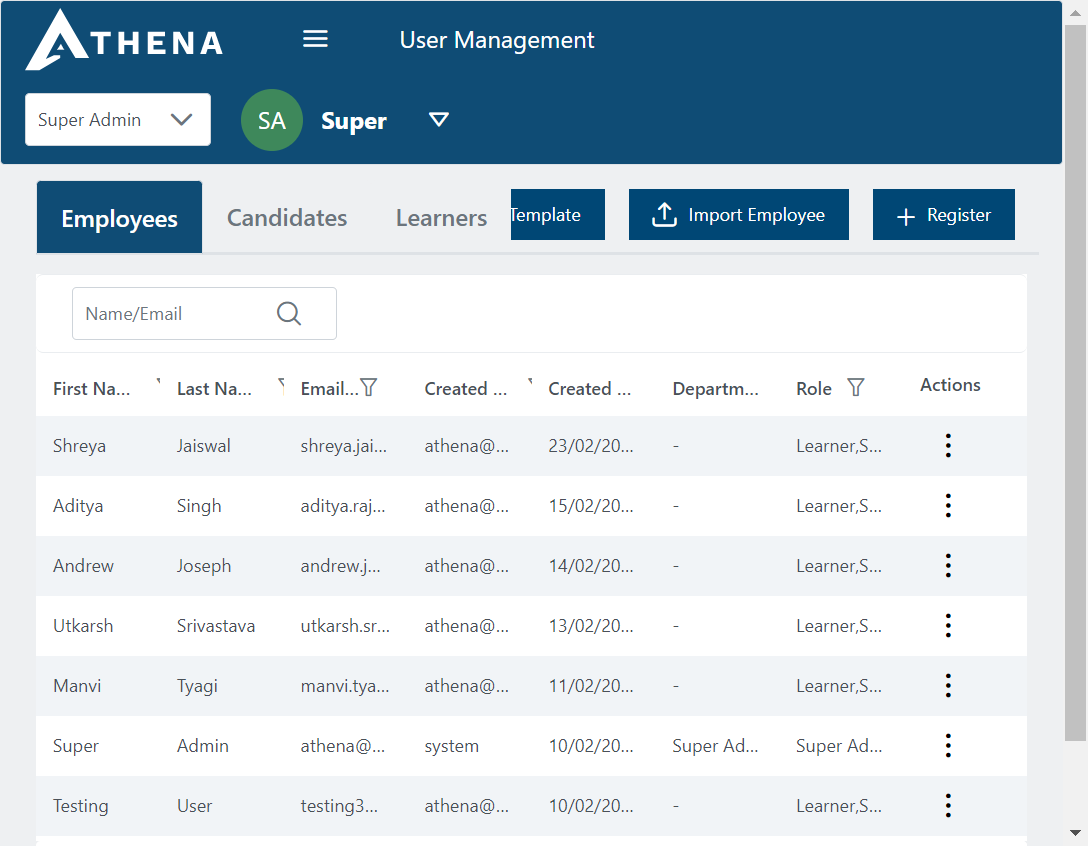 ATHENA User Management
Super Admin SA Super
Employees Candidates Learners Template Import Employee + Register
Name/Email
First Na... Last Na... Email... Created ... Created ... Departm... Role Actions
Shreya Jaiswal shreya.jai... athena@... 23/02/20... - Learner,S...
Aditya Singh aditya.raj... athena@... 15/02/20... - Learner,S...
Andrew Joseph andrew.j... athena@... 14/02/20... - Learner,S...
Utkarsh Srivastava utkarsh.sr... athena@... 13/02/20... - Learner,S...
Manvi Tyagi manvi.tya... athena@... 11/02/20... - Learner,S...
Super Admin athena@... system 10/02/20... Super Ad... Super Ad...
Testing User testing3... athena@... 10/02/20... - Learner,S...